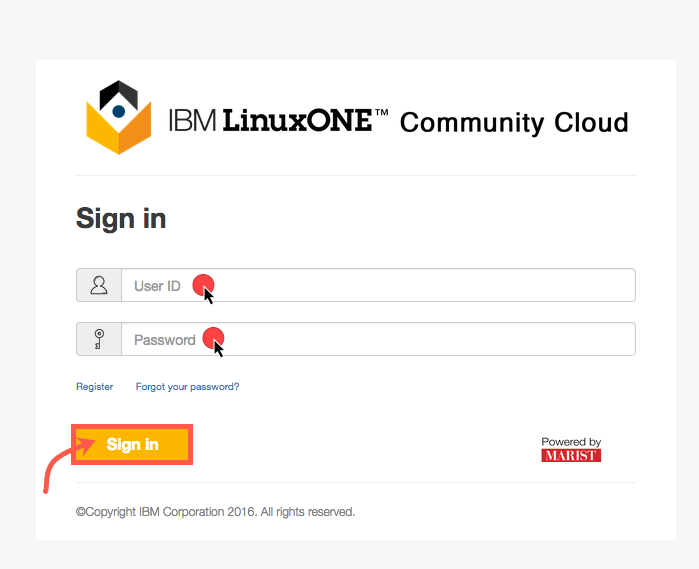 IBM LinuxONE™ Community Cloud
Sign in
User ID
Password
Register Forgot your password?
Sign in
Powered by
MARIST
©Copyright IBM Corporation 2016. All rights reserved.